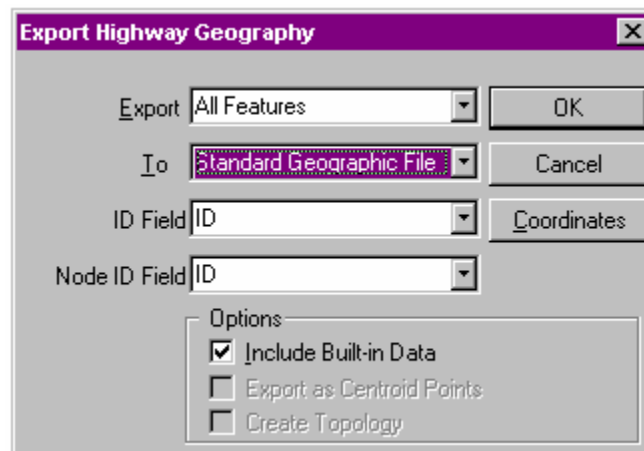 Export Highway Geography
Export All Features OK
To Standard Geographic File Cancel
ID Field ID Coordinates
Node ID Field ID
Options
Include Built-in Data
Export as Centroid Points
Create Topology